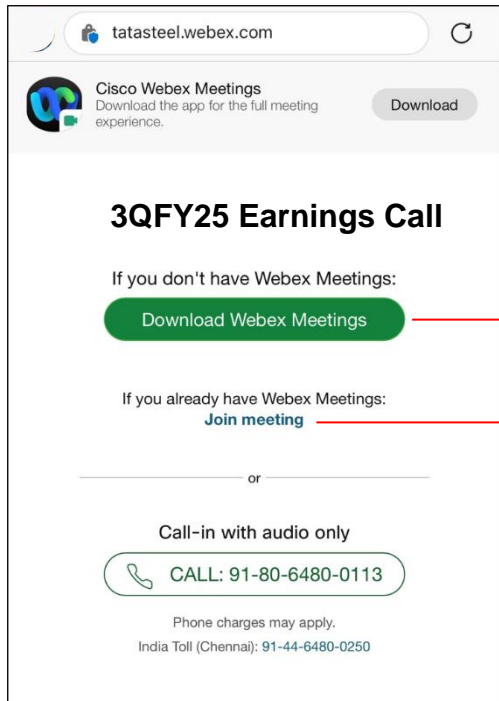 tatasteel.webex.com
Cisco Webex Meetings
Download the app for the full meeting
experience.
Download
3QFY25 Earnings Call
If you don't have Webex Meetings:
Download Webex Meetings
If you already have Webex Meetings:
Join meeting
or
Call-in with audio only
CALL: 91-80-6480-0113
Phone charges may apply.
India Toll (Chennai): 91-44-6480-0250